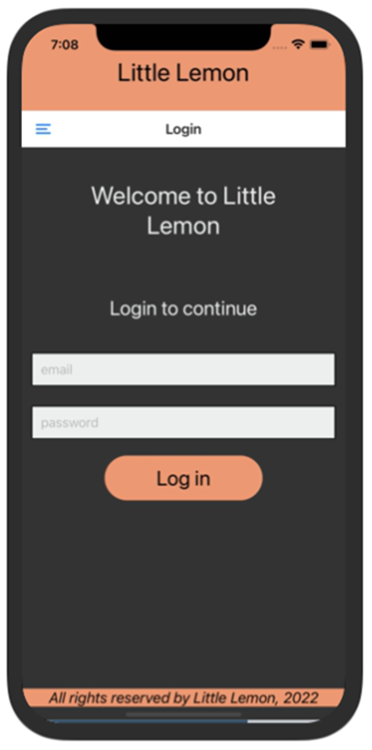 7:08
Little Lemon
Login
Welcome to Little
Lemon
Login to continue
email
password
Log in
All rights reserved by Little Lemon, 2022